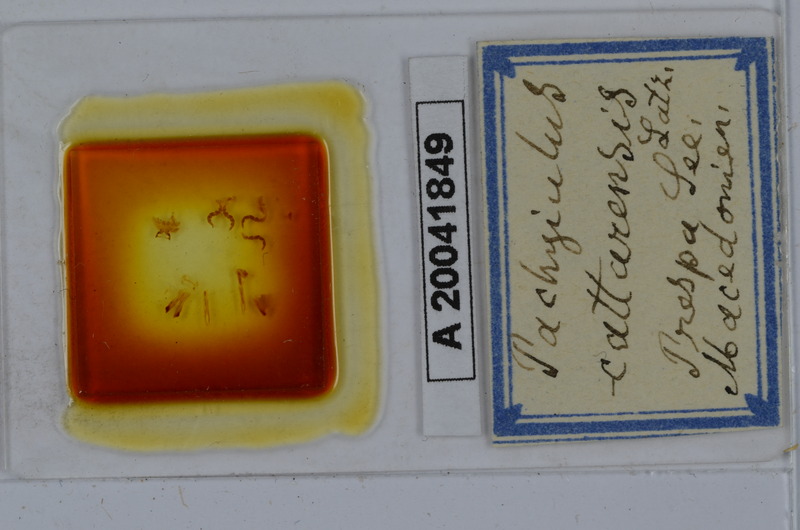 A 20041849
Pachyiulus
cattarensis
Latz.
Prespa See,
Macedonien,